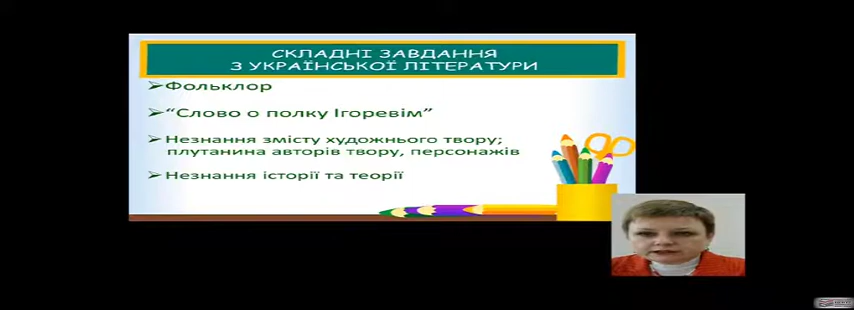 СКЛАДНІ ЗАВДАННЯ
З УКРАЇНСЬКОЇ ЛІТЕРАТУРИ
Фольклор
“Слово о полку Ігоревім”
Незнання змісту художнього твору;
плутанина авторів твору, персонажів
Незнання історії та теорії